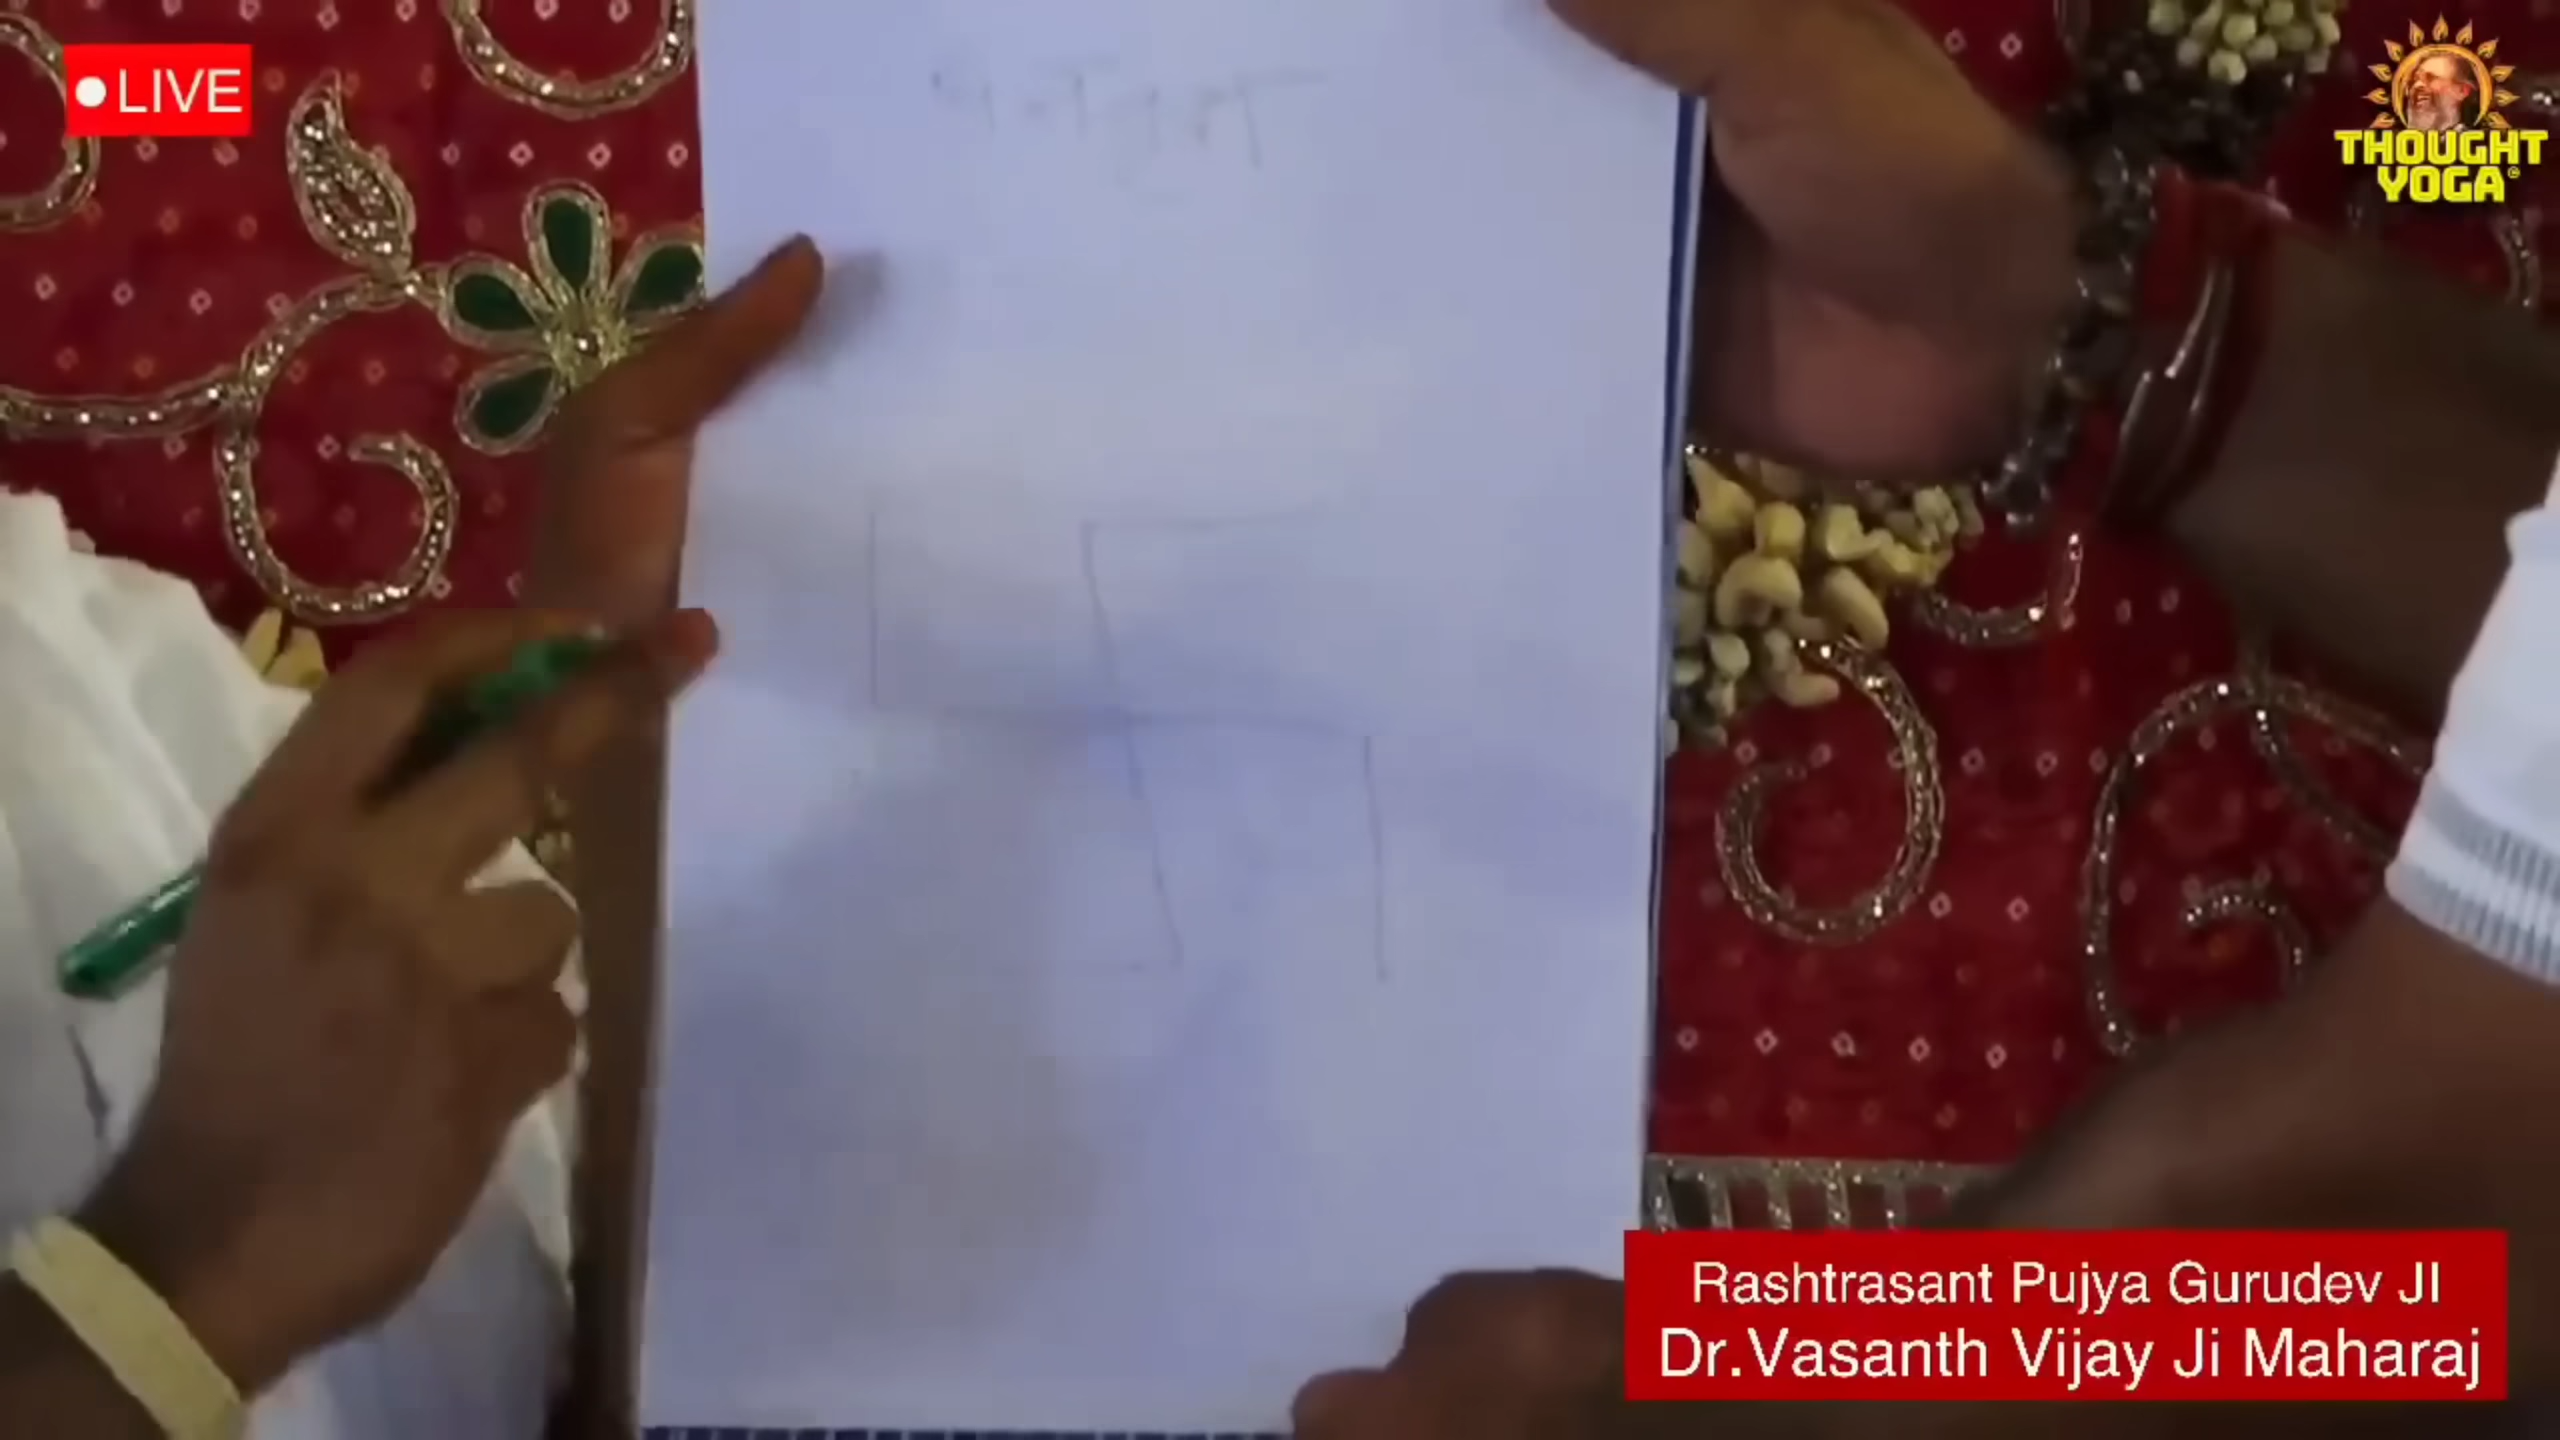 LIVE
THOUGHT
YOGA
Rashtrasant Pujya Gurudev JI
Dr.Vasanth Vijay Ji Maharaj